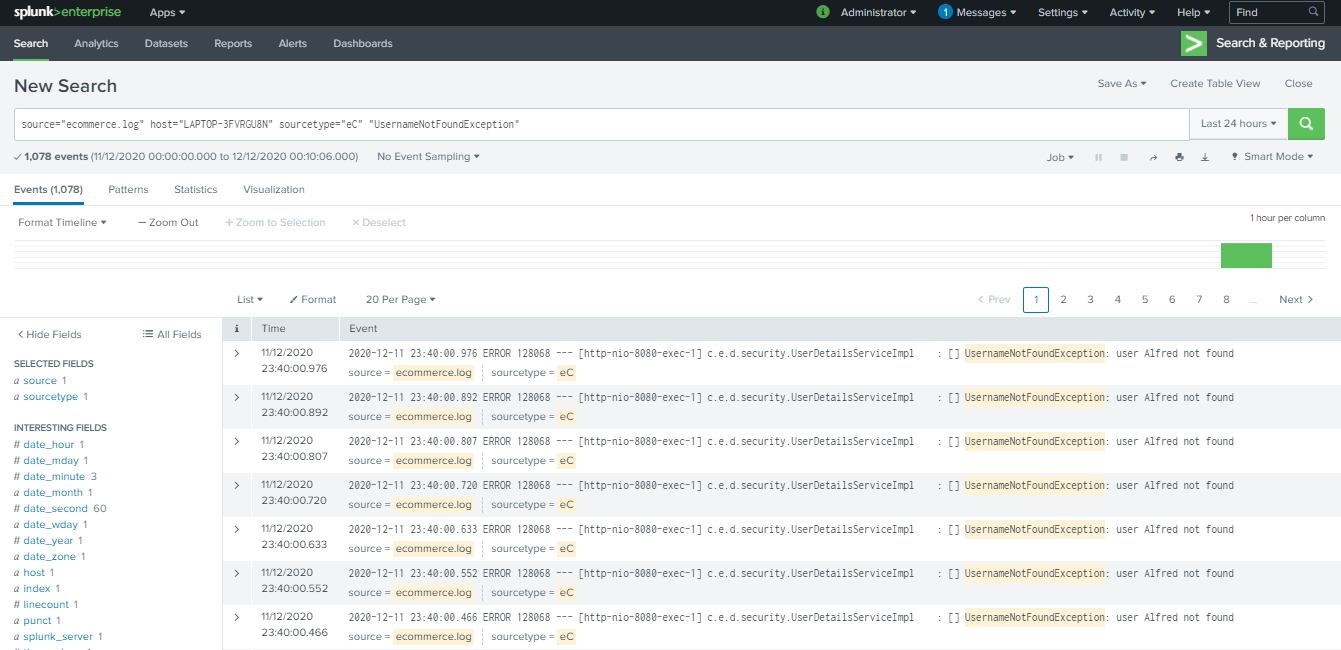 splunk>enterprise Apps Administrator 1 Messages Settings Activity Help Find
Search Analytics Datasets Reports Alerts Dashboards Search & Reporting
New Search Save As Create Table View Close
source="ecommerce.log" host="LAPTOP-3FVRGU8N" sourcetype="eC" "UsernameNotFoundException" Last 24 hours
1,078 events (11/12/2020 00:00:00.000 to 12/12/2020 00:10:06.000) No Event Sampling Job Smart Mode
Events (1,078) Patterns Statistics Visualization
Format Timeline — Zoom Out + Zoom to Selection × Deselect 1 hour per column
List Format 20 Per Page < Prev 1 2 3 4 5 6 7 8 ... Next >
< Hide Fields All Fields
SELECTED FIELDS
a source 1
a sourcetype 1
INTERESTING FIELDS
# date_hour 1
# date_mday 1
# date_minute 3
a date_month 1
# date_second 60
a date_wday 1
# date_year 1
a date_zone 1
a host 1
a index 1
# linecount 1
a punct 1
a splunk_server 1
i Time Event
> 11/12/2020 23:40:00.976 2020-12-11 23:40:00.976 ERROR 128068 --- [http-nio-8080-exec-1] c.e.d.security.UserDetailsServiceImpl : [] UsernameNotFoundException: user Alfred not found
source = ecommerce.log sourcetype = eC
> 11/12/2020 23:40:00.892 2020-12-11 23:40:00.892 ERROR 128068 --- [http-nio-8080-exec-1] c.e.d.security.UserDetailsServiceImpl : [] UsernameNotFoundException: user Alfred not found
source = ecommerce.log sourcetype = eC
> 11/12/2020 23:40:00.807 2020-12-11 23:40:00.807 ERROR 128068 --- [http-nio-8080-exec-1] c.e.d.security.UserDetailsServiceImpl : [] UsernameNotFoundException: user Alfred not found
source = ecommerce.log sourcetype = eC
> 11/12/2020 23:40:00.720 2020-12-11 23:40:00.720 ERROR 128068 --- [http-nio-8080-exec-1] c.e.d.security.UserDetailsServiceImpl : [] UsernameNotFoundException: user Alfred not found
source = ecommerce.log sourcetype = eC
> 11/12/2020 23:40:00.633 2020-12-11 23:40:00.633 ERROR 128068 --- [http-nio-8080-exec-1] c.e.d.security.UserDetailsServiceImpl : [] UsernameNotFoundException: user Alfred not found
source = ecommerce.log sourcetype = eC
> 11/12/2020 23:40:00.552 2020-12-11 23:40:00.552 ERROR 128068 --- [http-nio-8080-exec-1] c.e.d.security.UserDetailsServiceImpl : [] UsernameNotFoundException: user Alfred not found
source = ecommerce.log sourcetype = eC
> 11/12/2020 23:40:00.466 2020-12-11 23:40:00.466 ERROR 128068 --- [http-nio-8080-exec-1] c.e.d.security.UserDetailsServiceImpl : [] UsernameNotFoundException: user Alfred not found
source = ecommerce.log sourcetype = eC